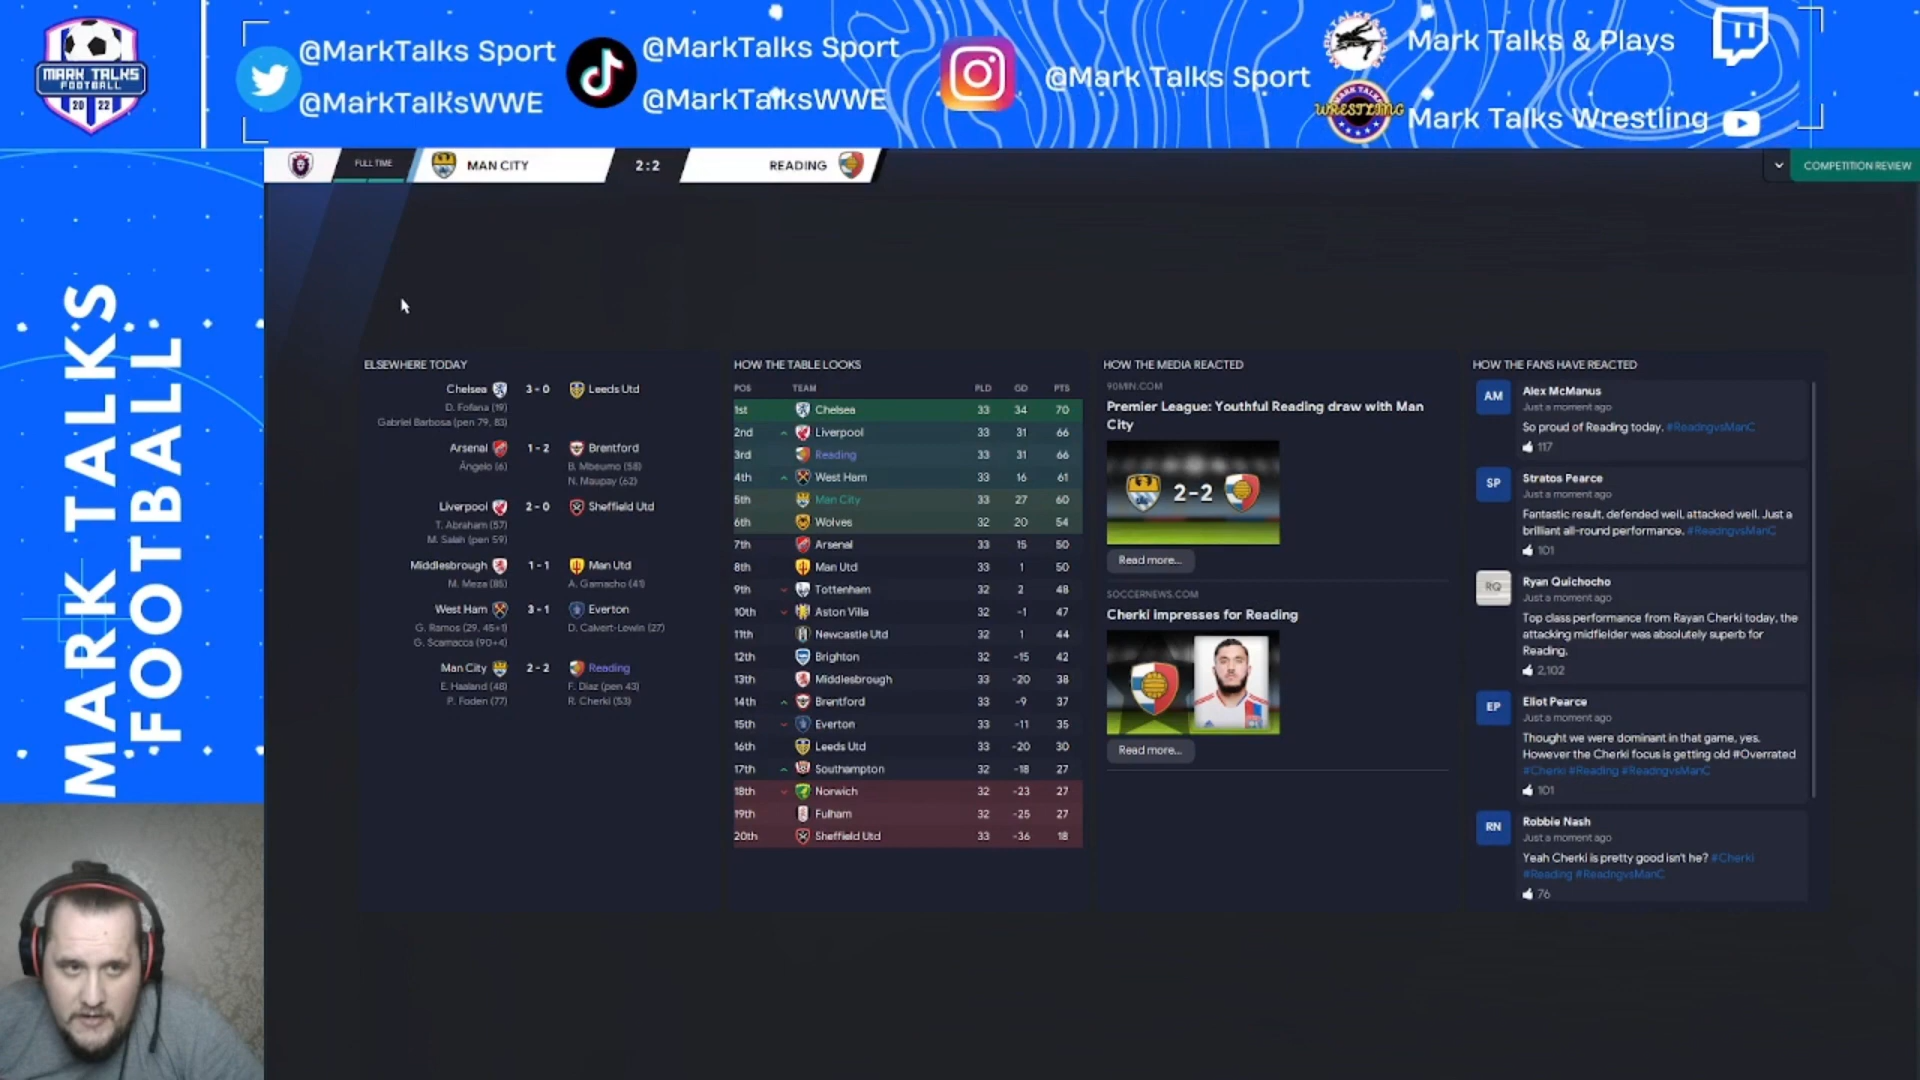 MARK TALKS
FOOTBALL
20 22
@MarkTalks Sport
@MarkTalksWWE
@MarkTalks Sport
@MarkTalksWWE
@Mark Talks Sport
Mark Talks & Plays
WRESTLING
Mark Talks Wrestling
MARK TALKS
FOOTBALL
FULL TIME
MAN CITY
2:2
READING
COMPETITION REVIEW
ELSEWHERE TODAY
Chelsea 3 - 0 Leeds Utd
D. Fofana (19)
Gabriel Barbosa (pen 79, 83)
Arsenal 1 - 2 Brentford
Ângelo (6) B. Mbeumo (58)
N. Maupay (62)
Liverpool 2 - 0 Sheffield Utd
T. Abraham (57)
M. Salah (pen 59)
Middlesbrough 1 - 1 Man Utd
M. Meza (85) A. Garnacho (41)
West Ham 3 - 1 Everton
G. Ramos (29, 45+1) D. Calvert-Lewin (27)
G. Scamacca (90+4)
Man City 2 - 2 Reading
E. Haaland (48) F. Díaz (pen 43)
P. Foden (77) R. Cherki (53)
HOW THE TABLE LOOKS
POS TEAM PLD GD PTS
1st Chelsea 33 34 70
2nd Liverpool 33 31 66
3rd Reading 33 31 66
4th West Ham 33 16 61
5th Man City 33 27 60
6th Wolves 32 20 54
7th Arsenal 33 15 50
8th Man Utd 33 1 50
9th Tottenham 32 2 48
10th Aston Villa 32 -1 47
11th Newcastle Utd 32 1 44
12th Brighton 32 -15 42
13th Middlesbrough 33 -20 38
14th Brentford 33 -9 37
15th Everton 33 -11 35
16th Leeds Utd 33 -20 30
17th Southampton 32 -18 27
18th Norwich 32 -23 27
19th Fulham 32 -25 27
20th Sheffield Utd 33 -36 18
HOW THE MEDIA REACTED
90MIN.COM
Premier League: Youthful Reading draw with Man
City
2-2
Read more...
SOCCERNEWS.COM
Cherki impresses for Reading
Read more...
HOW THE FANS HAVE REACTED
AM
Alex McManus
Just a moment ago
So proud of Reading today. #ReadngvsManC
117
SP
Stratos Pearce
Just a moment ago
Fantastic result, defended well, attacked well. Just a
brilliant all-round performance. #ReadngvsManC
101
RQ
Ryan Quichocho
Just a moment ago
Top class performance from Rayan Cherki today, the
attacking midfielder was absolutely superb for
Reading.
2,102
EP
Eliot Pearce
Just a moment ago
Thought we were dominant in that game, yes.
However the Cherki focus is getting old #Overrated
#Cherki #Reading #ReadngvsManC
101
RN
Robbie Nash
Just a moment ago
Yeah Cherki is pretty good isn't he? #Cherki
#Reading #ReadngvsManC
76